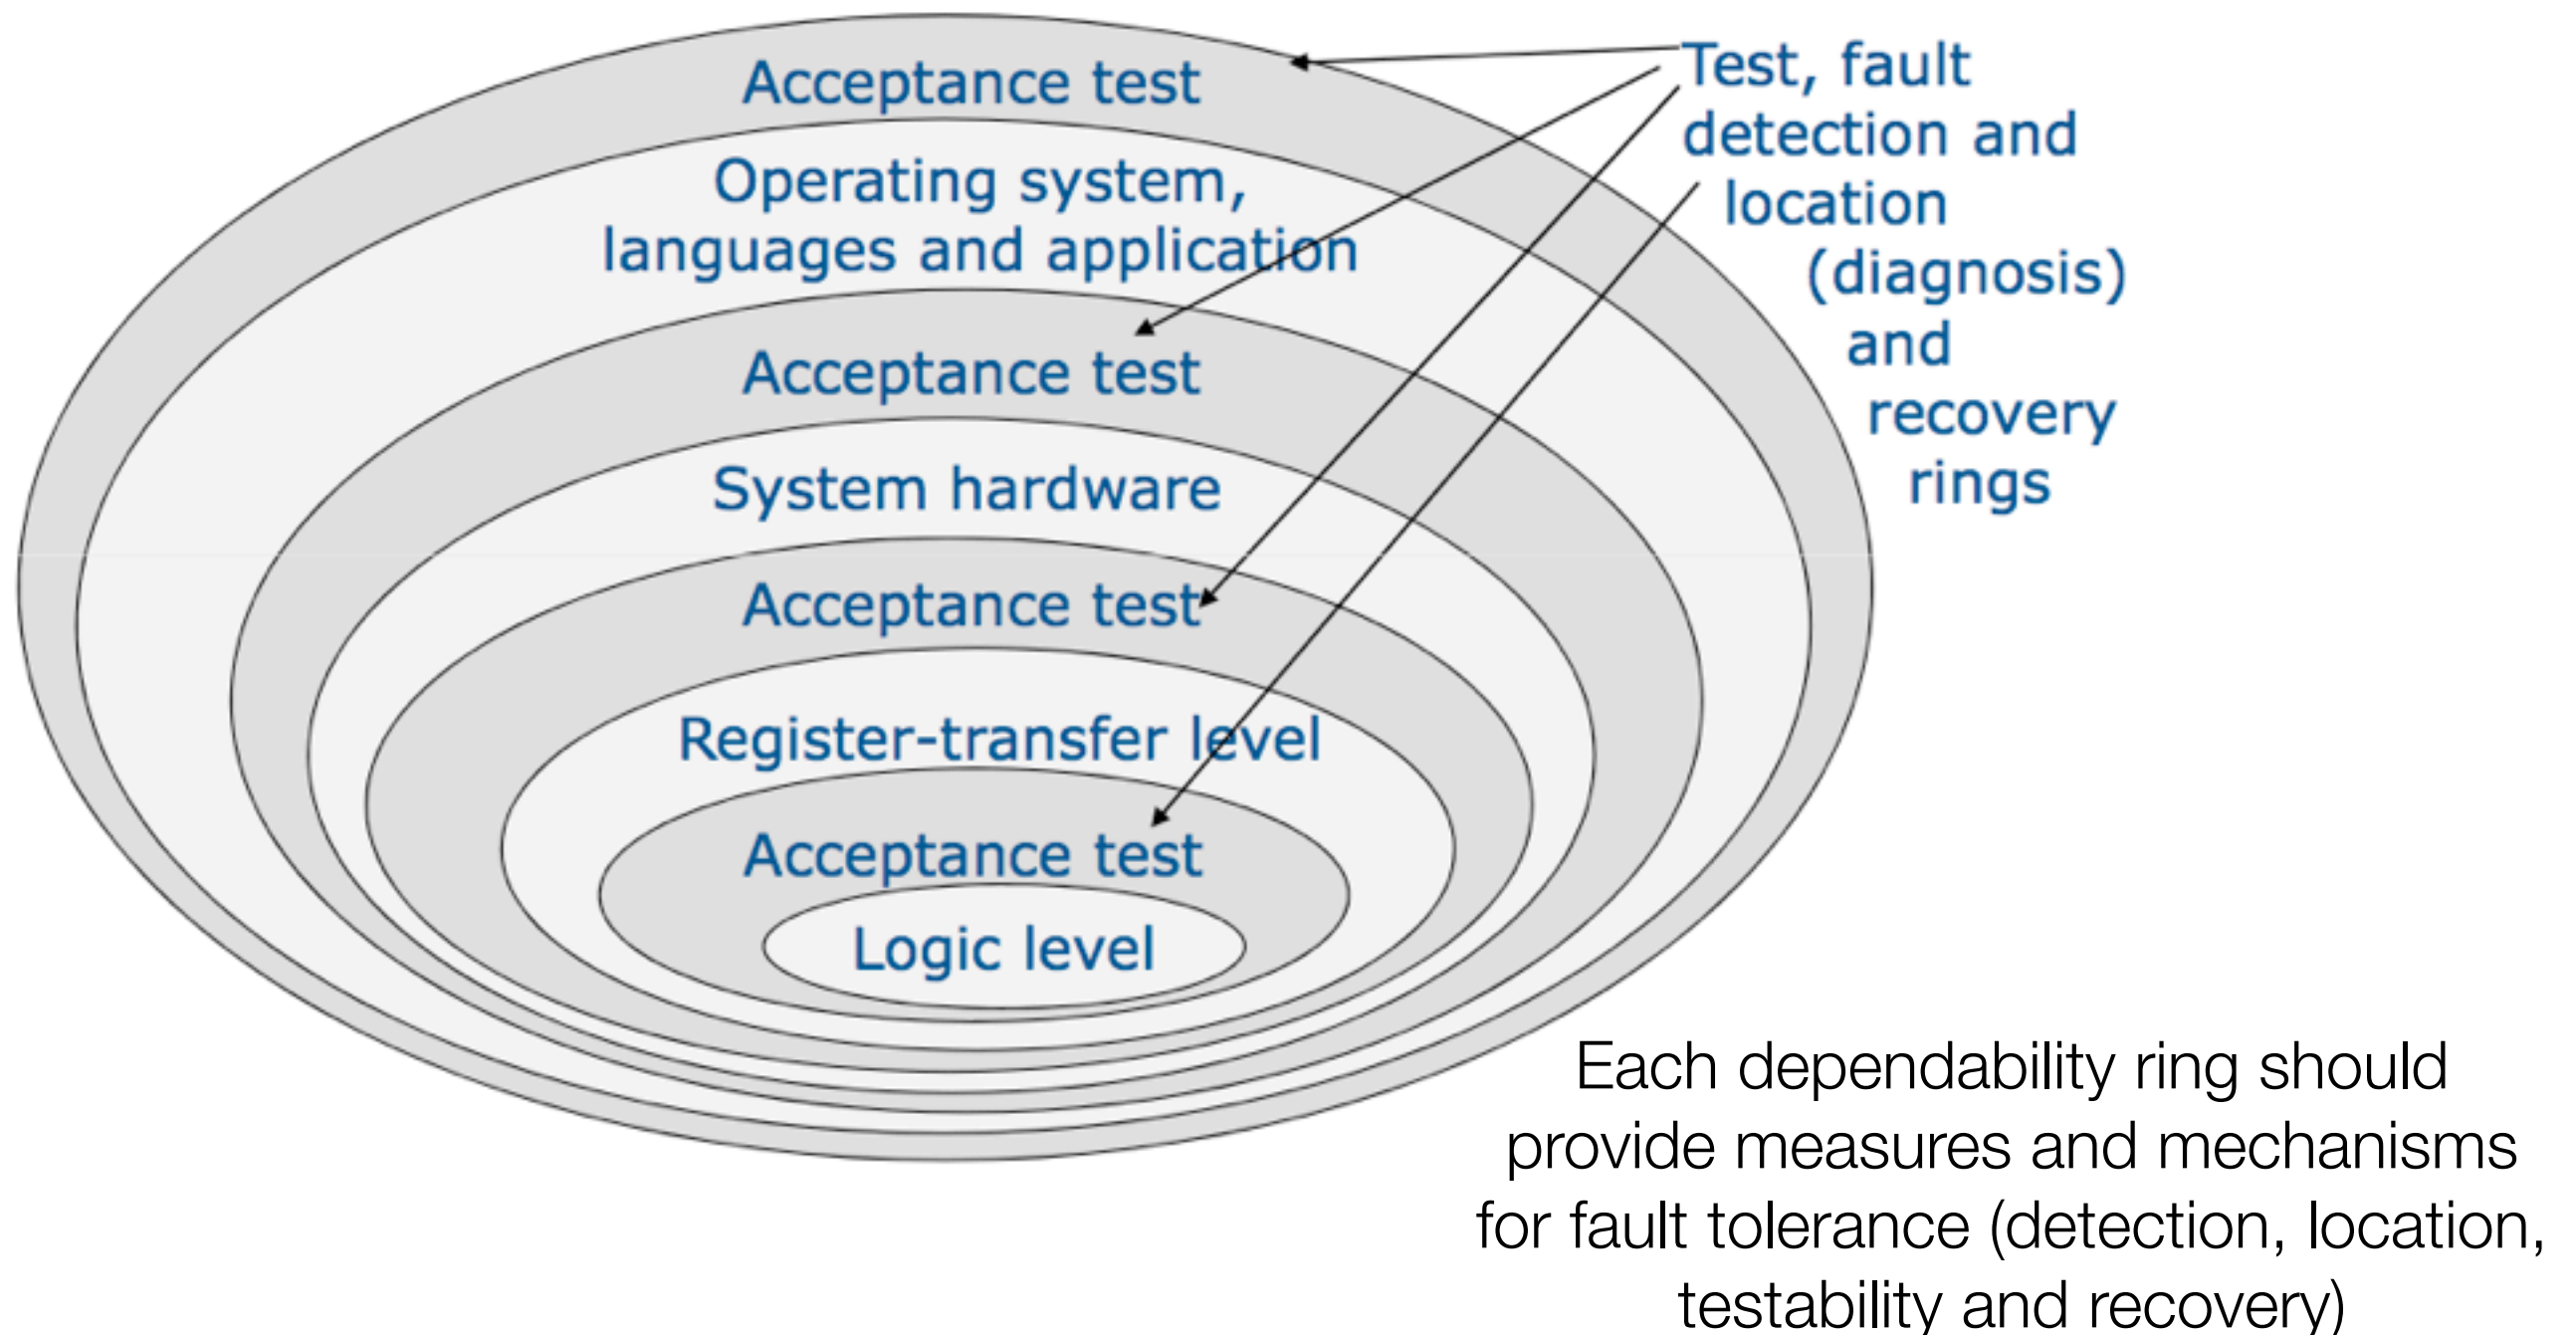 Acceptance test
Operating system,
languages and application
Acceptance test
System hardware
Acceptance test
Register-transfer level
Acceptance test
Logic level
Test, fault
detection and
location
(diagnosis)
and
recovery
rings
Each dependability ring should
provide measures and mechanisms
for fault tolerance (detection, location,
testability and recovery)